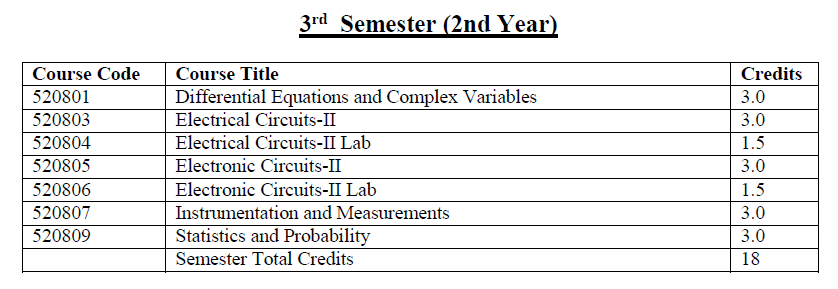 3rd Semester (2nd Year)
Course Code Course Title Credits
520801 Differential Equations and Complex Variables 3.0
520803 Electrical Circuits-II 3.0
520804 Electrical Circuits-II Lab 1.5
520805 Electronic Circuits-II 3.0
520806 Electronic Circuits-II Lab 1.5
520807 Instrumentation and Measurements 3.0
520809 Statistics and Probability 3.0
Semester Total Credits 18